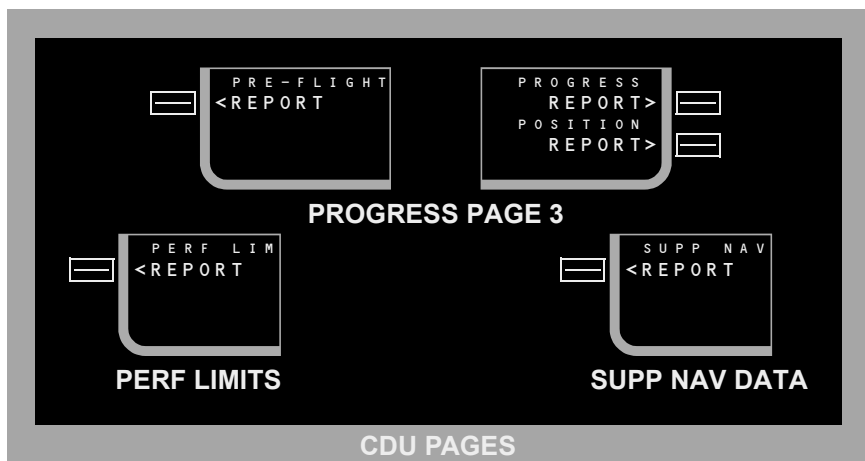 PRE-FLIGHT
<REPORT
PROGRESS
REPORT>
POSITION
REPORT>
PROGRESS PAGE 3
PERF LIM
<REPORT
PERF LIMITS
SUPP NAV
<REPORT
SUPP NAV DATA
CDU PAGES